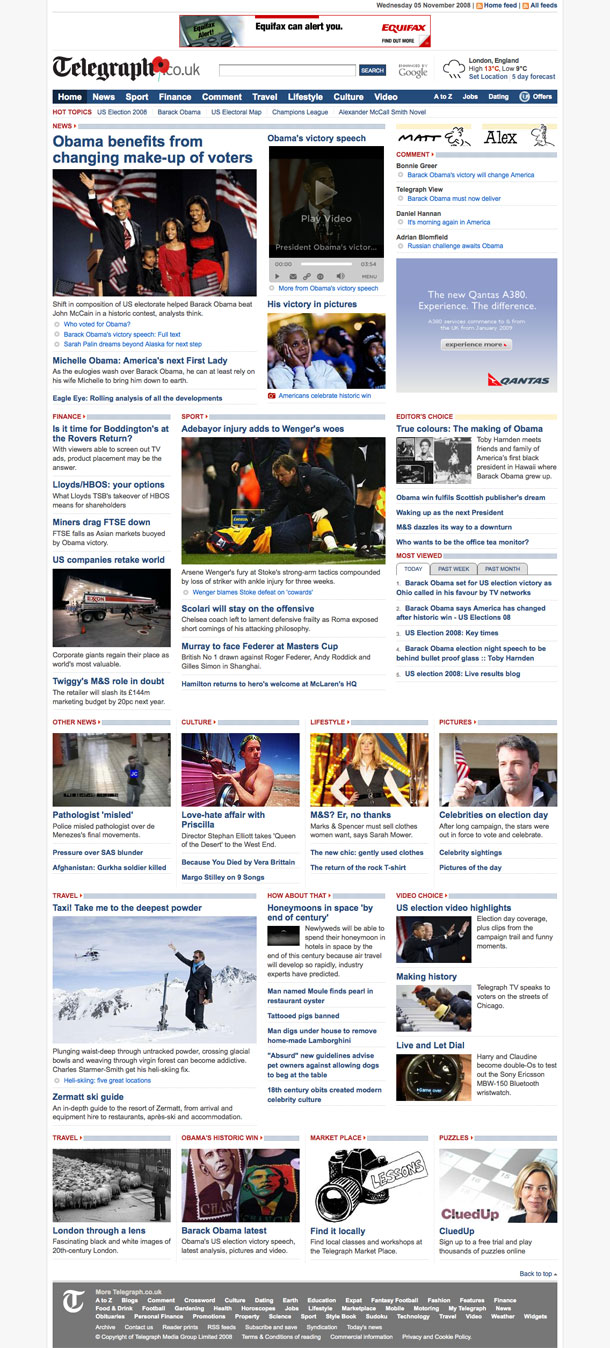 Wednesday 05 November 2008 | Home feed | All feeds
Equifax can alert you.
EQUIFAX
FIND OUT MORE
Telegraph.co.uk
SEARCH
ENHANCED BY
Google
London, England
High 13°C, Low 9°C
Set Location 5 day forecast
Home News Sport Finance Comment Travel Lifestyle Culture Video A to Z Jobs Dating Offers
HOT TOPICS US Election 2008 Barack Obama US Electoral Map Champions League Alexander McCall Smith Novel
NEWS
Obama benefits from
changing make-up of voters
Shift in composition of US electorate helped Barack Obama beat
John McCain in a historic contest, analysts think.
Who voted for Obama?
Barack Obama's victory speech: Full text
Sarah Palin dreams beyond Alaska for next step
Michelle Obama: America's next First Lady
As the eulogies wash over Barack Obama, he can at least rely on
his wife Michelle to bring him down to earth.
Eagle Eye: Rolling analysis of all the developments
Obama's victory speech
Play Video
President Obama's victor...
00:00 03:54
MENU
More from Obama's victory speech
His victory in pictures
Americans celebrate historic win
MATT Alex
COMMENT
Bonnie Greer
Barack Obama's victory will change America
Telegraph View
Barack Obama must now deliver
Daniel Hannan
It's morning again in America
Adrian Blomfield
Russian challenge awaits Obama
The new Qantas A380.
Experience. The difference.
A380 services commence to & from
the UK from January 2009
experience more
QANTAS
FINANCE
Is it time for Boddington's at
the Rovers Return?
With viewers able to screen out TV
ads, product placement may be the
answer.
Lloyds/HBOS: your options
What Lloyds TSB's takeover of HBOS
means for shareholders
Miners drag FTSE down
FTSE falls as Asian markets buoyed
by Obama victory.
US companies retake world
EXXON
Corporate giants regain their place as
world's most valuable.
Twiggy's M&S role in doubt
The retailer will slash its £144m
marketing budget by 20pc next year.
SPORT
Adebayor injury adds to Wenger's woes
Arsene Wenger's fury at Stoke's strong-arm tactics compounded
by loss of striker with ankle injury for three weeks.
Wenger blames Stoke defeat on 'cowards'
Scolari will stay on the offensive
Chelsea coach left to lament defensive frailty as Roma exposed
short comings of his attacking philosophy.
Murray to face Federer at Masters Cup
British No 1 drawn against Roger Federer, Andy Roddick and
Gilles Simon in Shanghai.
Hamilton returns to hero's welcome at McLaren's HQ
EDITOR'S CHOICE
True colours: The making of Obama
Toby Harnden meets
friends and family of
America's first black
president in Hawaii where
Barack Obama grew up.
Obama win fulfils Scottish publisher's dream
Waking up as the next President
M&S dazzles its way to a downturn
Who wants to be the office tea monitor?
MOST VIEWED
TODAY PAST WEEK PAST MONTH
1. Barack Obama set for US election victory as
Ohio called in his favour by TV networks
2. Barack Obama says America has changed
after historic win - US Elections 08
3. US Election 2008: Key times
4. Barack Obama election night speech to be
behind bullet proof glass :: Toby Harnden
5. US election 2008: Live results blog
OTHER NEWS
JC
Pathologist 'misled'
Police misled pathologist over de
Menezes's final movements.
Pressure over SAS blunder
Afghanistan: Gurkha soldier killed
CULTURE
Love-hate affair with
Priscilla
Director Stephan Elliott takes 'Queen
of the Desert' to the West End.
Because You Died by Vera Brittain
Margo Stilley on 9 Songs
LIFESTYLE
M&S? Er, no thanks
Marks & Spencer must sell clothes
women want, says Sarah Mower.
The new chic: gently used clothes
The return of the rock T-shirt
PICTURES
Celebrities on election day
After long campaign, the stars were
out in force to vote and celebrate.
Celebrity sightings
Pictures of the day
TRAVEL
Taxi! Take me to the deepest powder
Plunging waist-deep through untracked powder, crossing glacial
bowls and weaving through virgin forest can become addictive.
Charles Starmer-Smith get his heli-skiing fix.
Heli-skiing: five great locations
Zermatt ski guide
An in-depth guide to the resort of Zermatt, from arrival and
equipment hire to restaurants, après-ski and accommodation.
HOW ABOUT THAT
Honeymoons in space 'by
end of century'
Newlyweds will be able to
spend their honeymoon in
hotels in space by the
end of this century because air travel
will develop so rapidly, industry
experts have predicted.
Man named Moule finds pearl in
restaurant oyster
Tattooed pigs banned
Man digs under house to remove
home-made Lamborghini
"Absurd" new guidelines advise
pet owners against allowing dogs
to beg at the table
18th century obits created modern
celebrity culture
VIDEO CHOICE
US election video highlights
Election day coverage,
plus clips from the
campaign trail and funny
moments.
Making history
Telegraph TV speaks to
voters on the streets of
Chicago.
Live and Let Dial
Game over
Harry and Claudine
become double-Os to test
out the Sony Ericsson
MBW-150 Bluetooth
wristwatch.
TRAVEL
London through a lens
Fascinating black and white images of
20th-century London.
OBAMA'S HISTORIC WIN
Barack Obama latest
Obama's US election victory speech,
latest analysis, pictures and video.
MARKET PLACE
LESSONS
Find it locally
Find local classes and workshops at
the Telegraph Market Place.
PUZZLES
CluedUp
CluedUp
Sign up to a free trial and play
thousands of puzzles online
Back to top
More Telegraph.co.uk
A to Z Blogs Comment Crossword Culture Dating Earth Education Expat Fantasy Football Fashion Features Finance
Food & Drink Football Gardening Health Horoscopes Jobs Lifestyle Marketplace Mobile Motoring My Telegraph News
Obituaries Personal Finance Promotions Property Science Sport Style Book Sudoku Technology Travel Video Weather Widgets
Archive Contact us Reader prints RSS feeds Subscribe and save Syndication Today's news
© Copyright of Telegraph Media Group Limited 2008 Terms & Conditions of reading Commercial information Privacy and Cookie Policy.